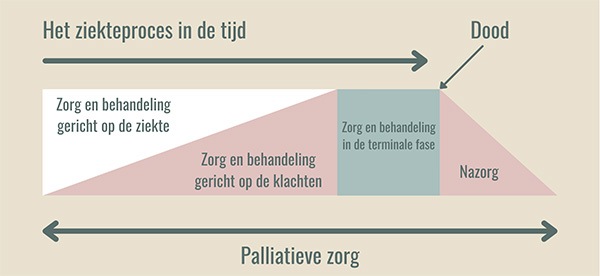 Het ziekteproces in de tijd
Dood
Zorg en behandeling
gericht op de ziekte
Zorg en behandeling
gericht op de klachten
Zorg en behandeling
in de terminale fase
Nazorg
Palliatieve zorg